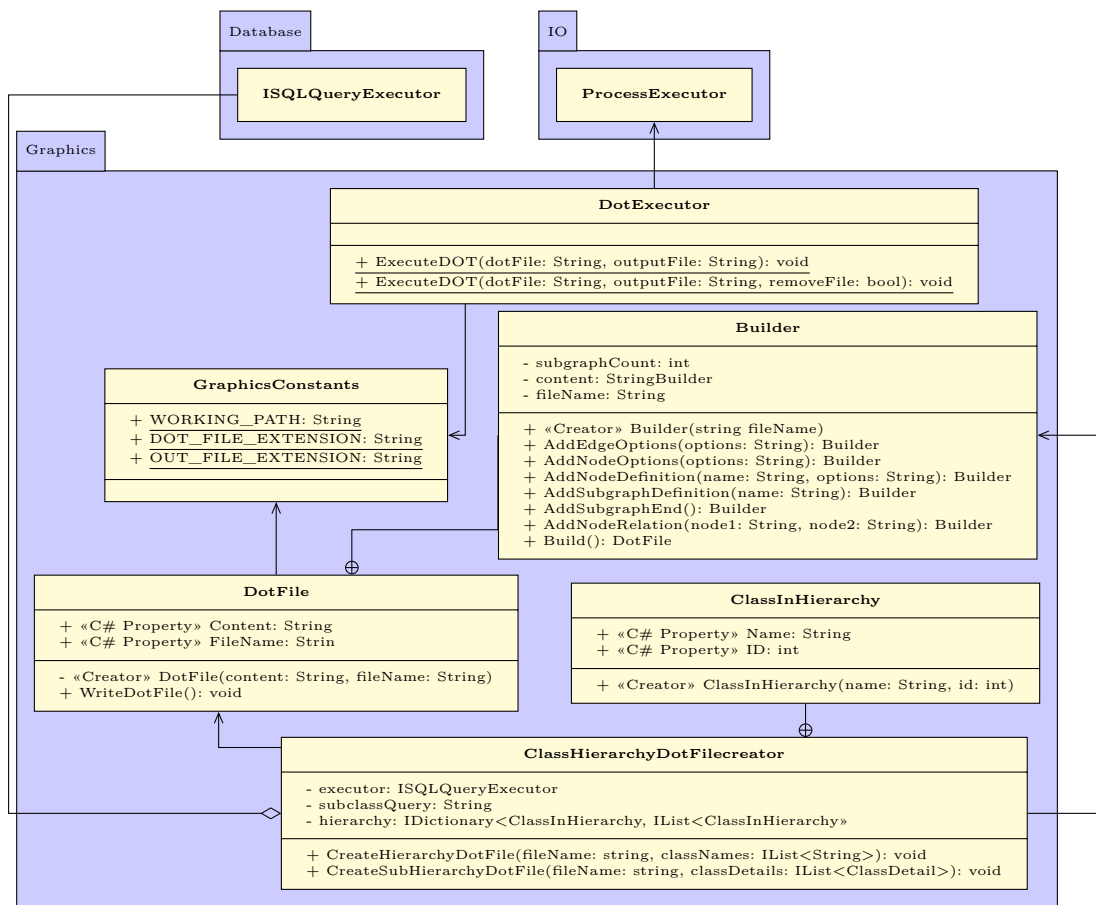 Database
ISQLQueryExecutor
IO
ProcessExecutor
Graphics
DotExecutor
+ ExecuteDOT(dotFile: String, outputFile: String): void
+ ExecuteDOT(dotFile: String, outputFile: String, removeFile: bool): void
Builder
- subgraphCount: int
- content: StringBuilder
- fileName: String
+ «Creator» Builder(string fileName)
+ AddEdgeOptions(options: String): Builder
+ AddNodeOptions(options: String): Builder
+ AddNodeDefinition(name: String, options: String): Builder
+ AddSubgraphDefinition(name: String): Builder
+ AddSubgraphEnd(): Builder
+ AddNodeRelation(node1: String, node2: String): Builder
+ Build(): DotFile
GraphicsConstants
+ WORKING_PATH: String
+ DOT_FILE_EXTENSION: String
+ OUT_FILE_EXTENSION: String
DotFile
+ «C# Property» Content: String
+ «C# Property» FileName: Strin
- «Creator» DotFile(content: String, fileName: String)
+ WriteDotFile(): void
ClassInHierarchy
+ «C# Property» Name: String
+ «C# Property» ID: int
+ «Creator» ClassInHierarchy(name: String, id: int)
ClassHierarchyDotFilecreator
- executor: ISQLQueryExecutor
- subclassQuery: String
- hierarchy: IDictionary<ClassInHierarchy, IList<ClassInHierarchy»
+ CreateHierarchyDotFile(fileName: string, classNames: IList<String>): void
+ CreateSubHierarchyDotFile(fileName: string, classDetails: IList<ClassDetail>): void